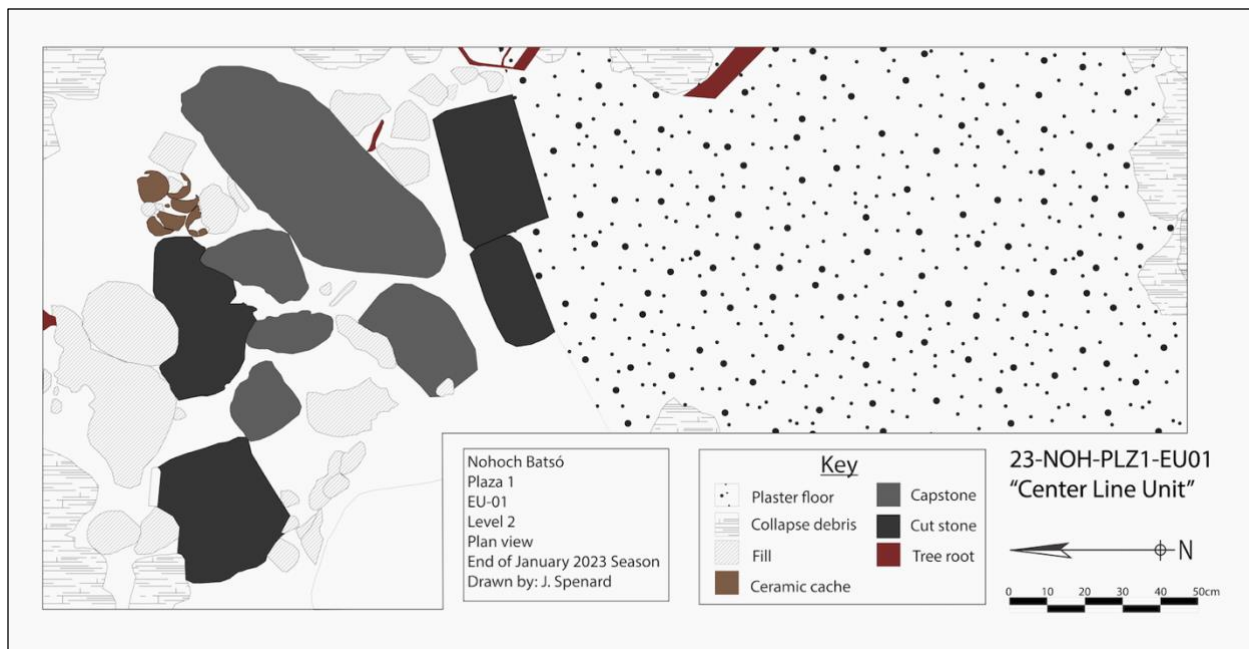 Nohoch Batsó
Plaza 1
EU-01
Level 2
Plan view
End of January 2023 Season
Drawn by: J. Spenard
Key
Plaster floor
Collapse debris
Fill
Ceramic cache
Capstone
Cut stone
Tree root
23-NOH-PLZ1-EU01
“Center Line Unit”
N
0 10 20 30 40 50cm